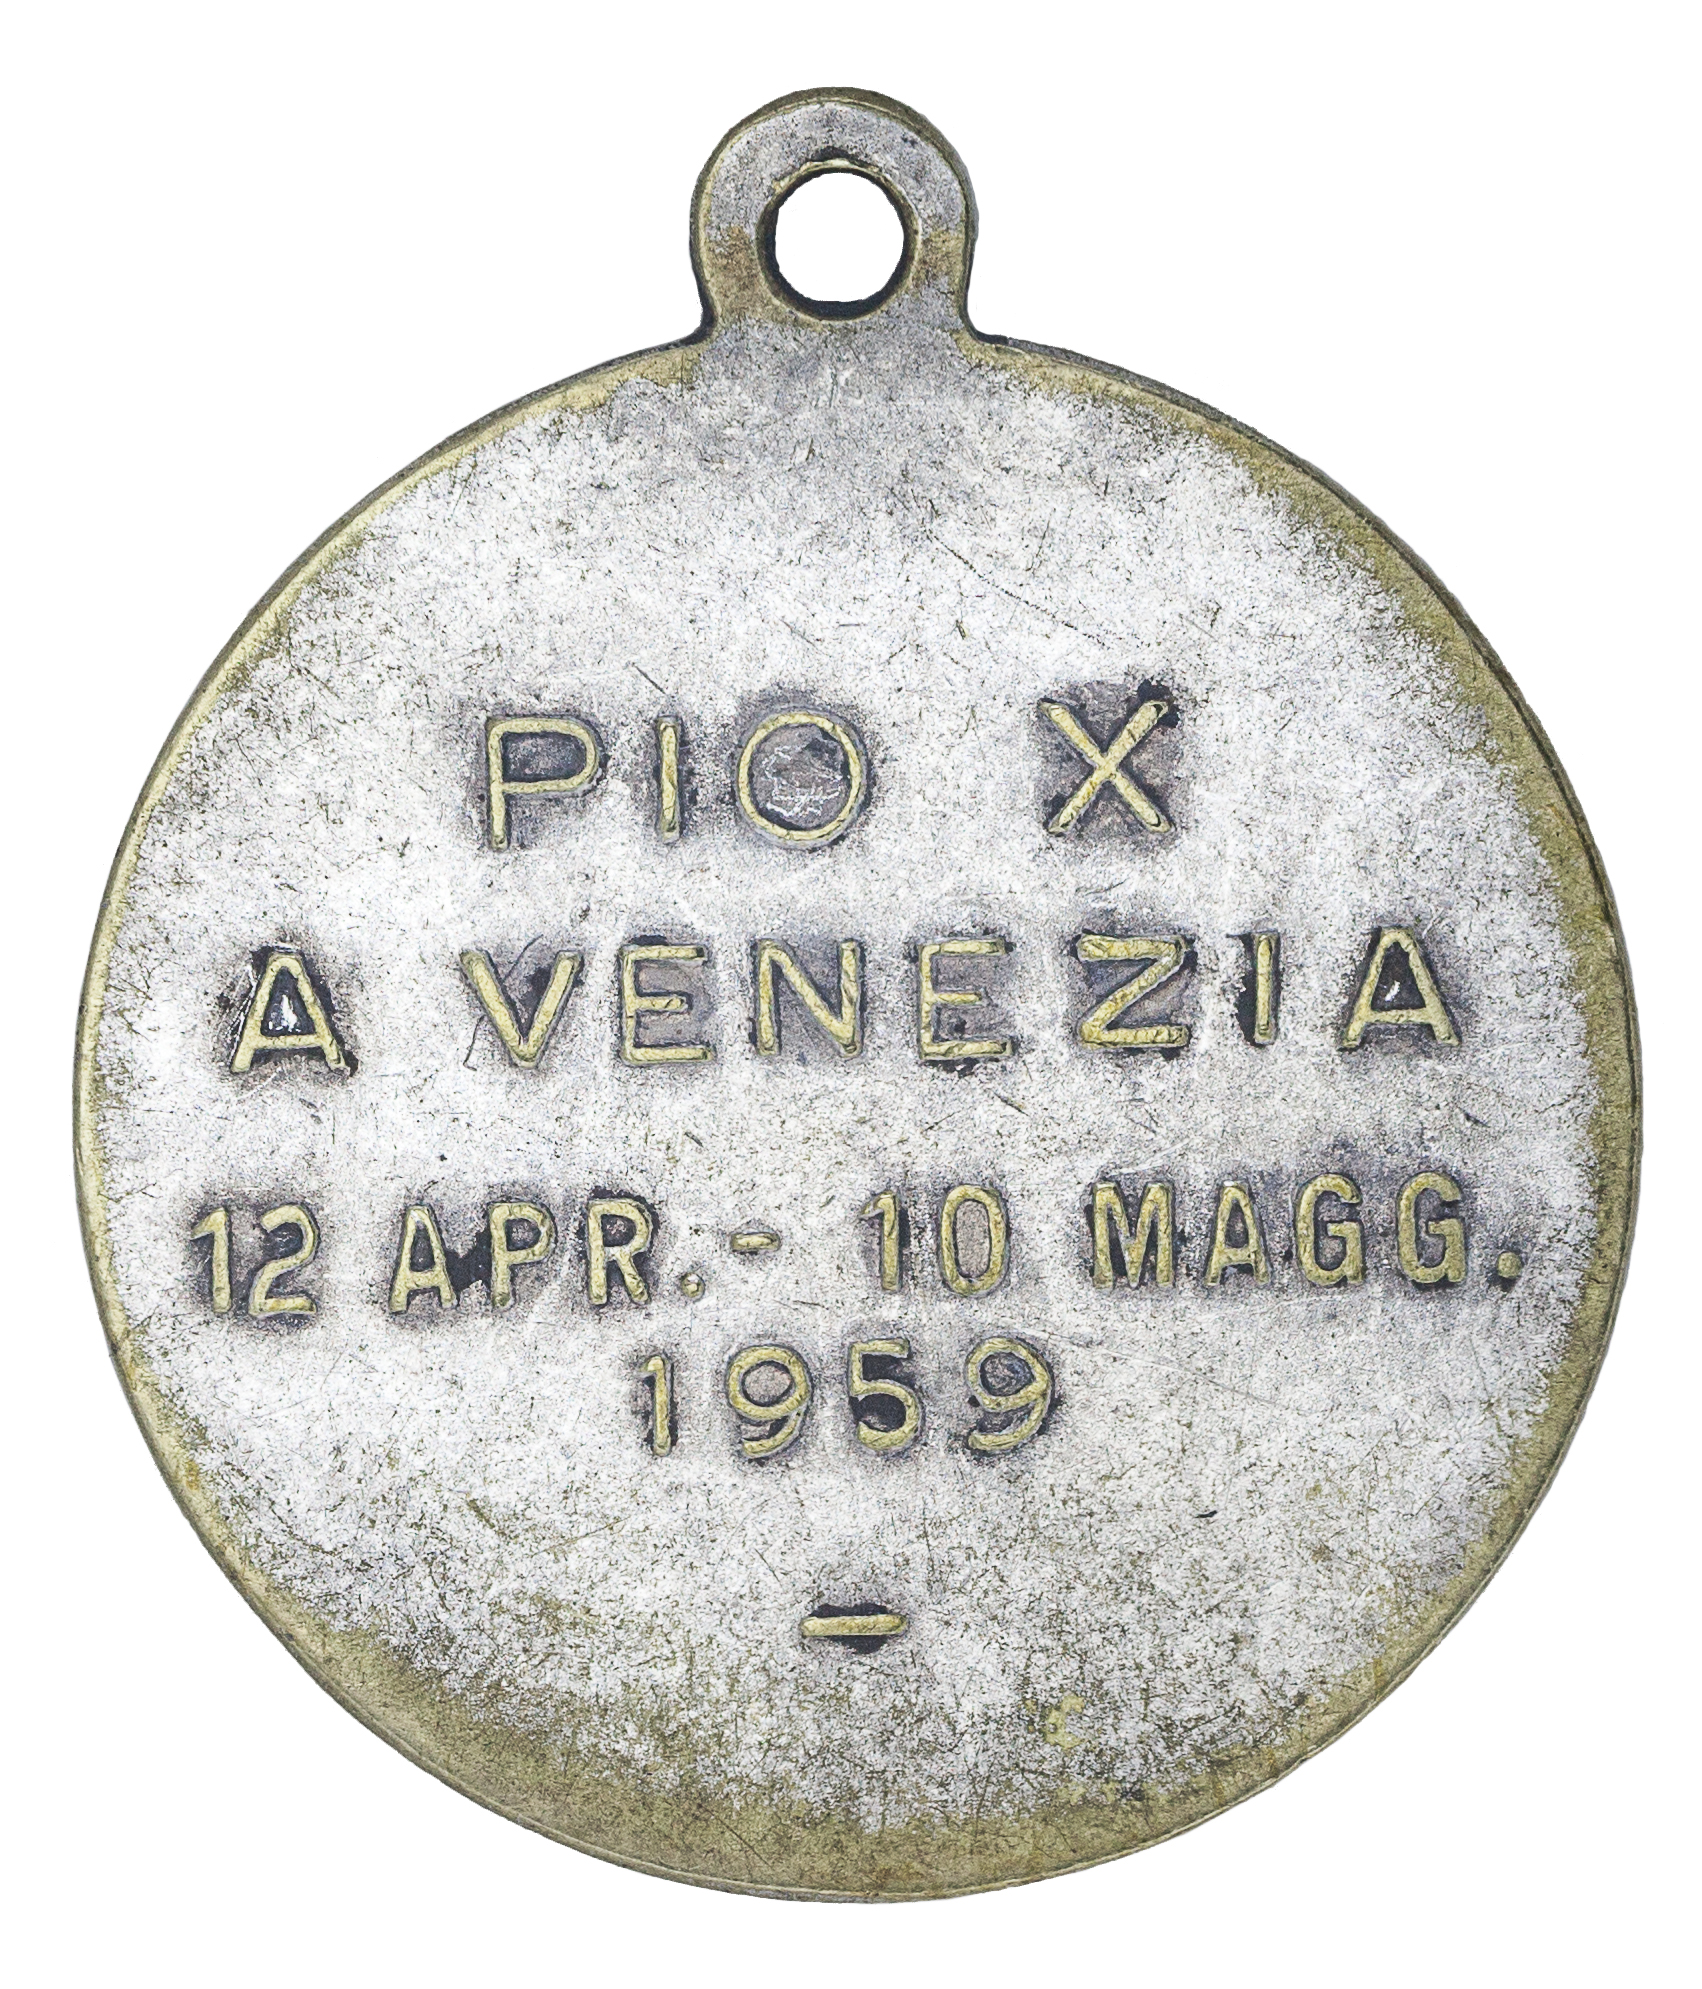 PIO X
A VENEZIA
12 APR.- 10 MAGG.
1959
-